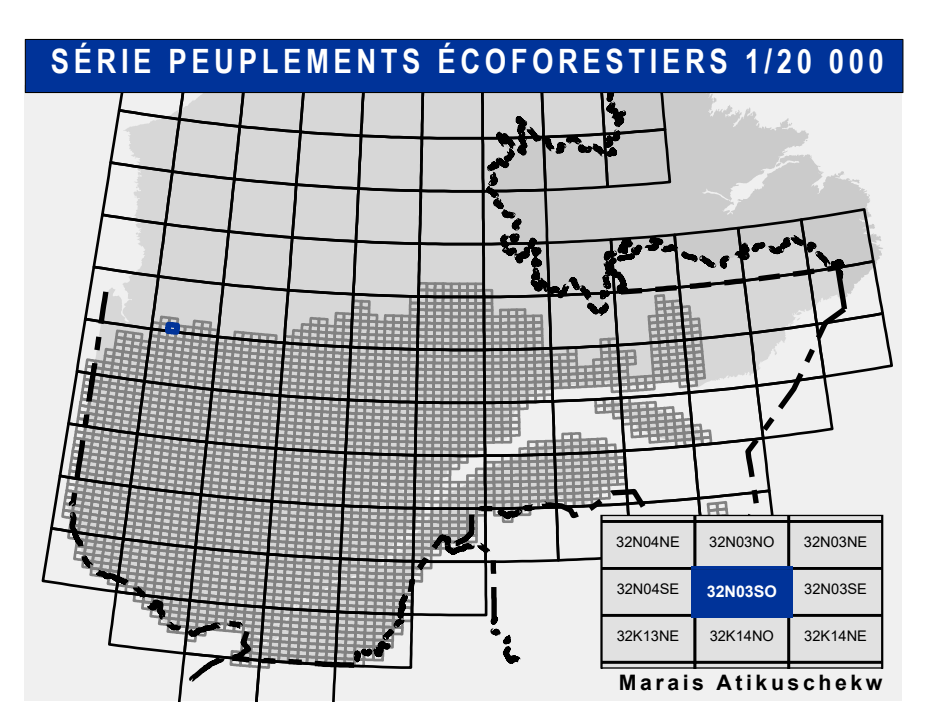 SÉRIE PEUPLEMENTS ÉCOFORESTIERS 1/20 000
32N04NE 32N03NO 32N03NE
32N04SE 32N03SO 32N03SE
32K13NE 32K14NO 32K14NE
Marais Atikuschekw